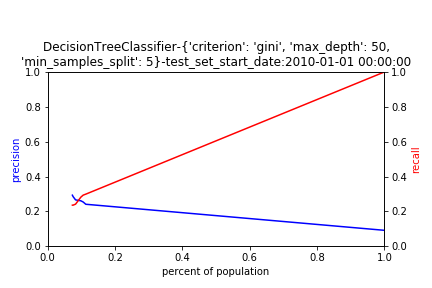 DecisionTreeClassifier-{'criterion': 'gini', 'max_depth': 50,
'min_samples_split': 5}-test_set_start_date:2010-01-01 00:00:00
1.0
0.8
0.6
0.4
0.2
0.0
precision
1.0
0.8
0.6
0.4
0.2
0.0
recall
0.0 0.2 0.4 0.6 0.8 1.0
percent of population